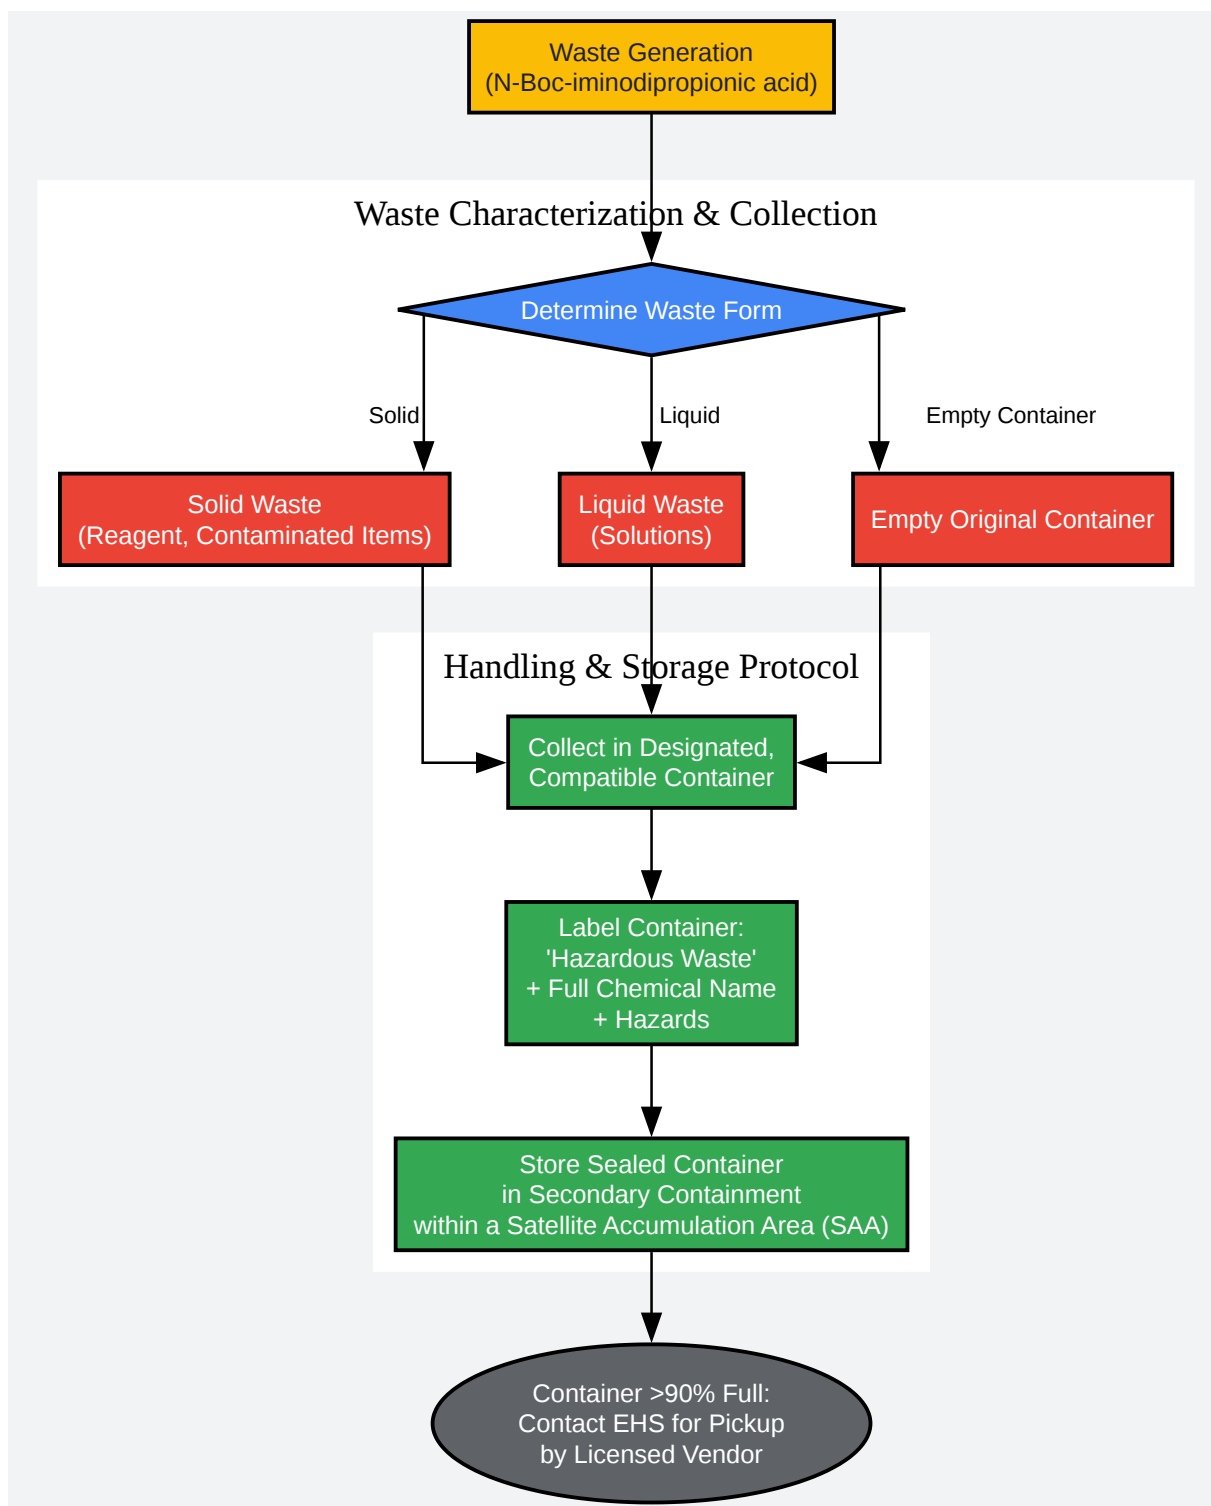 Waste Generation
(N-Boc-iminodipropionic acid)
Waste Characterization & Collection
Determine Waste Form
Solid
Liquid
Empty Container
Solid Waste
(Reagent, Contaminated Items)
Liquid Waste
(Solutions)
Empty Original Container
Handling & Storage Protocol
Collect in Designated,
Compatible Container
Label Container:
'Hazardous Waste'
+ Full Chemical Name
+ Hazards
Store Sealed Container
in Secondary Containment
within a Satellite Accumulation Area (SAA)
Container >90% Full:
Contact EHS for Pickup
by Licensed Vendor